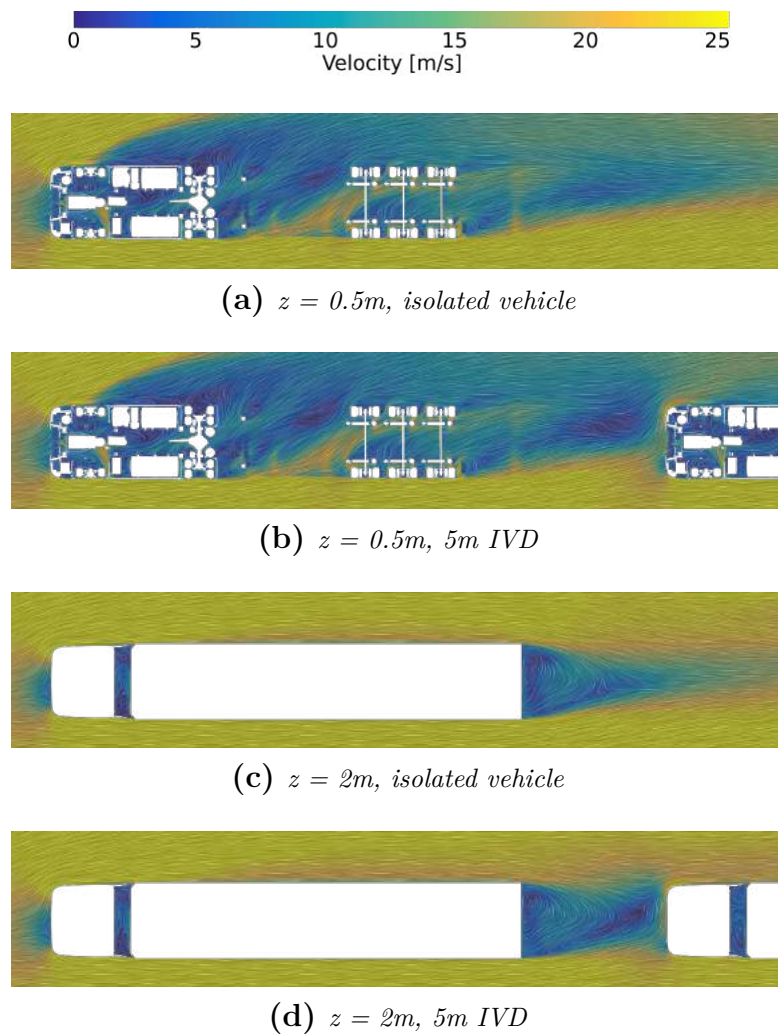 0 5 10 15 20 25
Velocity [m/s]
(a) z = 0.5m, isolated vehicle
(b) z = 0.5m, 5m IVD
(c) z = 2m, isolated vehicle
(d) z = 2m, 5m IVD